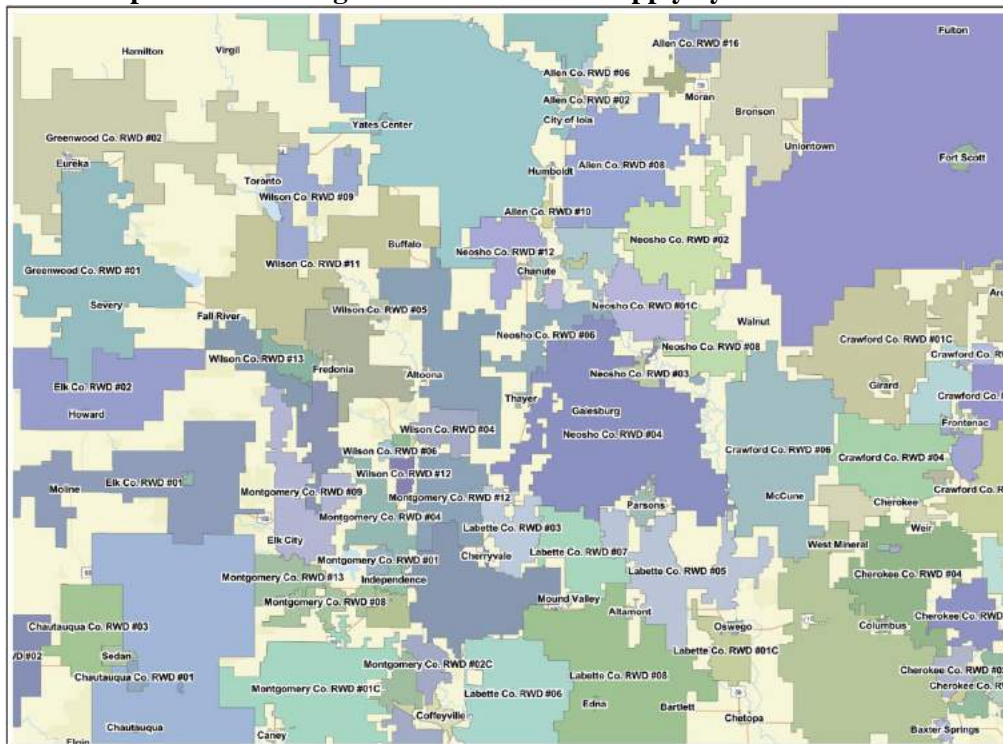 Hamilton
Virgil
Allen Co. RWD #16
Fulton
Allen Co. RWD #06
Moran
Allen Co. RWD #02
Bronson
Yates Center
City of Iola
Greenwood Co. RWD #02
Uniontown
Eureka
Allen Co. RWD #08
Fort Scott
Humboldt
Toronto
Wilson Co. RWD #09
Allen Co. RWD #10
Buffalo
Neosho Co. RWD #12
Neosho Co. RWD #02
Wilson Co. RWD #11
Greenwood Co. RWD #01
Chanute
Severy
Neosho Co. RWD #01C
Wilson Co. RWD #05
Fall River
Walnut
Neosho Co. RWD #06
Crawford Co. RWD #01C
Neosho Co. RWD #08
Crawford Co. RWD
Wilson Co. RWD #13
Fredonia
Altoona
Neosho Co. RWD #03
Elk Co. RWD #02
Girard
Thayer
Crawford Co.
Howard
Galesburg
Frontenac
Wilson Co. RWD #04
Neosho Co. RWD #04
Wilson Co. RWD #06
Crawford Co. RWD #06
Crawford Co. RWD #04
Wilson Co. RWD #12
Moline
Elk Co. RWD #01
Montgomery Co. RWD #09
Montgomery Co. RWD #12
McCune
Crawford Co.
Parsons
Cherokee
Montgomery Co. RWD #04
Labette Co. RWD #03
Weir
Elk City
West Mineral
Labette Co. RWD #07
Cherryvale
Montgomery Co. RWD #01
Labette Co. RWD #05
Montgomery Co. RWD #13
Independence
Cherokee Co. RWD #04
Montgomery Co. RWD #08
Mound Valley
Altamont
Cherokee Co. RWD
Chautauqua Co. RWD #03
Oswego
Columbus
Sedan
Labette Co. RWD #01C
Montgomery Co. RWD #02C
Chautauqua Co. RWD #01
Labette Co. RWD #08
Montgomery Co. RWD #01C
Labette Co. RWD #06
Edna
Bartlett
Coffeyville
Chetopa
Chautauqua
Caney
Baxter Springs
Elgin